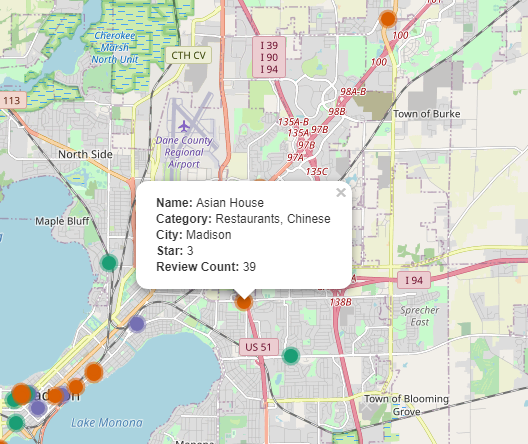 Cherokee
Marsh
North Unit
CTH CV
I 39
I 90
I 94
100
100
113
98A-B
98B
Town of Burke
135A-B
135A
97B
97B
97A
135C
Dane County
Regional
Airport
North Side
Maple Bluff
×
Name: Asian House
Category: Restaurants, Chinese
City: Madison
Star: 3
Review Count: 39
I 94
138B
Sprecher
East
US 51
Town of Blooming
Grove
Lake Monona